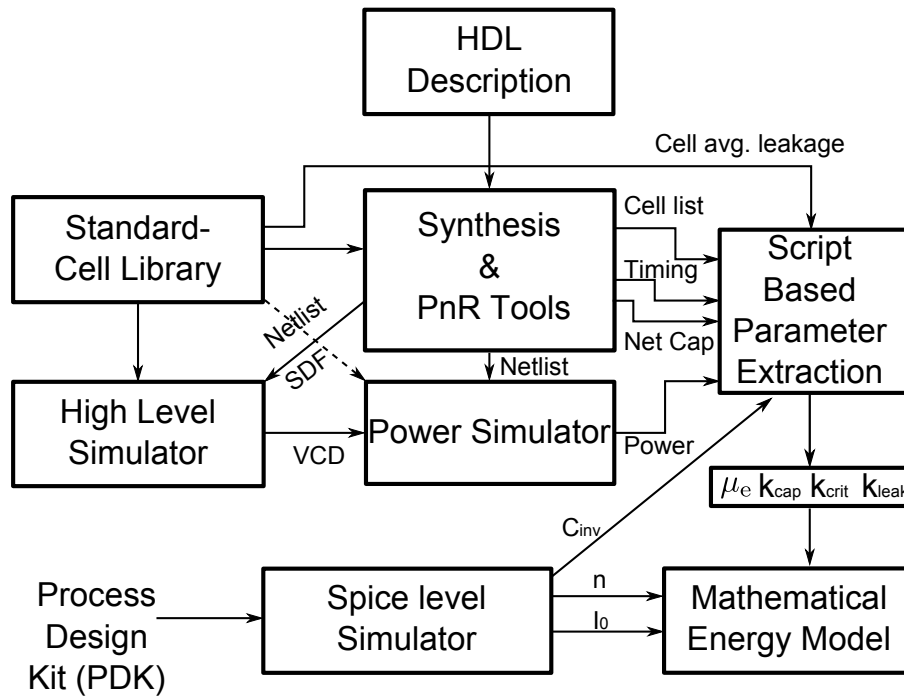 HDL
Description
Cell avg. leakage
Standard-
Cell Library
Synthesis
&
PnR Tools
Cell list
Timing
Net Cap
Script
Based
Parameter
Extraction
Netlist
SDF
Netlist
High Level
Simulator
VCD
Power Simulator
Power
μe kcap kcrit kleak
Cinv
Process
Design
Kit (PDK)
Spice level
Simulator
n
I0
Mathematical
Energy Model